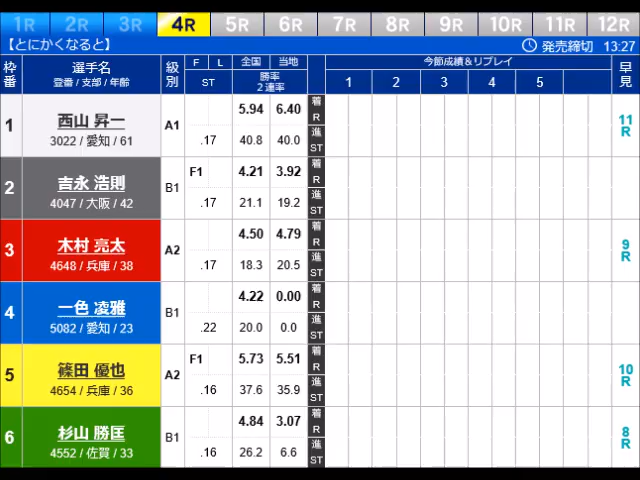 1R 2R 3R 4R 5R 6R 7R 8R 9R 10R 11R 12R
【とにかくなると】 発売締切 13:27
枠番 選手名 登番 / 支部 / 年齢 級別 F L ST 全国 当地 勝率 2連率 今節成績&リプレイ 1 2 3 4 5 早見
1 西山 昇一 A1 5.94 6.40 着 R 11R
3022 / 愛知 / 61 .17 40.8 40.0 進 ST
2 吉永 浩則 B1 F1 4.21 3.92 着 R
4047 / 大阪 / 42 .17 21.1 19.2 進 ST
3 木村 亮太 A2 4.50 4.79 着 R 9R
4648 / 兵庫 / 38 .17 18.3 20.5 進 ST
4 一色 凌雅 B1 4.22 0.00 着 R
5082 / 愛知 / 23 .22 20.0 0.0 進 ST
5 篠田 優也 A2 F1 5.73 5.51 着 R 10R
4654 / 兵庫 / 36 .16 37.6 35.9 進 ST
6 杉山 勝匡 B1 4.84 3.07 着 R 8R
4552 / 佐賀 / 33 .16 26.2 6.6 進 ST